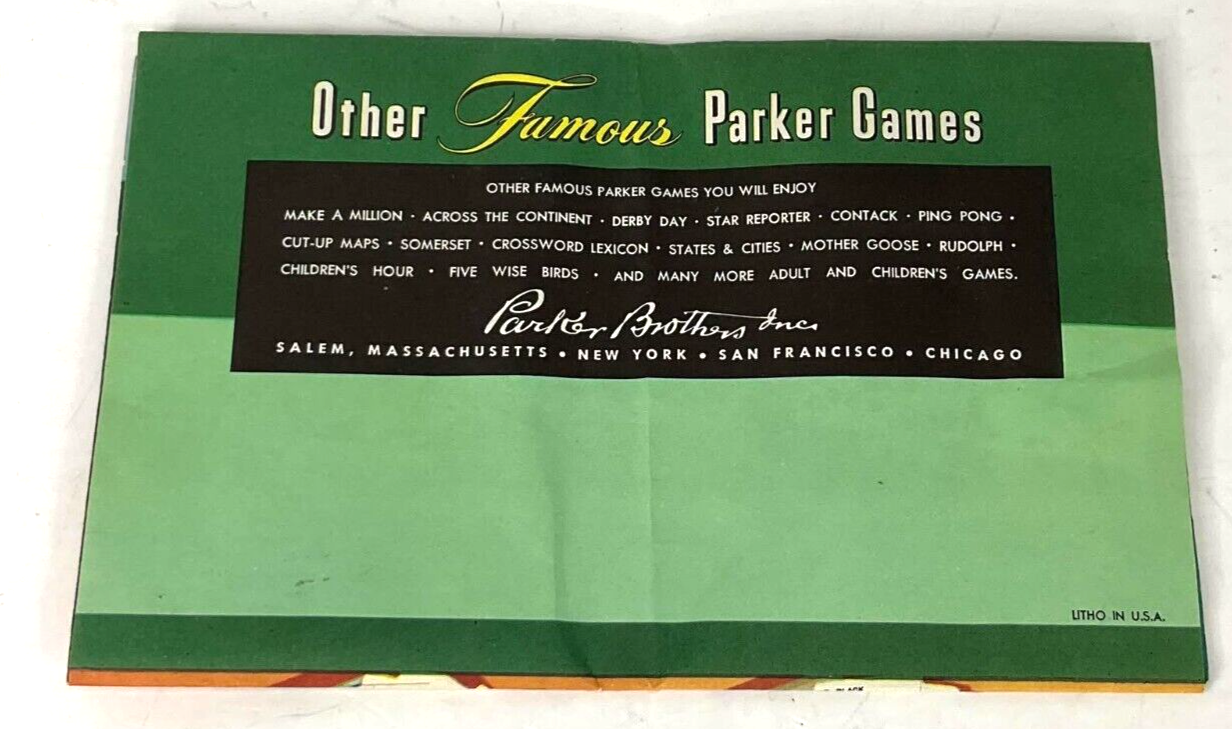 Other Famous Parker Games
OTHER FAMOUS PARKER GAMES YOU WILL ENJOY
MAKE A MILLION · ACROSS THE CONTINENT · DERBY DAY · STAR REPORTER · CONTACK · PING PONG ·
CUT-UP MAPS · SOMERSET · CROSSWORD LEXICON · STATES & CITIES · MOTHER GOOSE · RUDOLPH ·
CHILDREN'S HOUR · FIVE WISE BIRDS · AND MANY MORE ADULT AND CHILDREN'S GAMES.
Parker Brothers Inc.
SALEM, MASSACHUSETTS • NEW YORK • SAN FRANCISCO • CHICAGO
LITHO IN U.S.A.